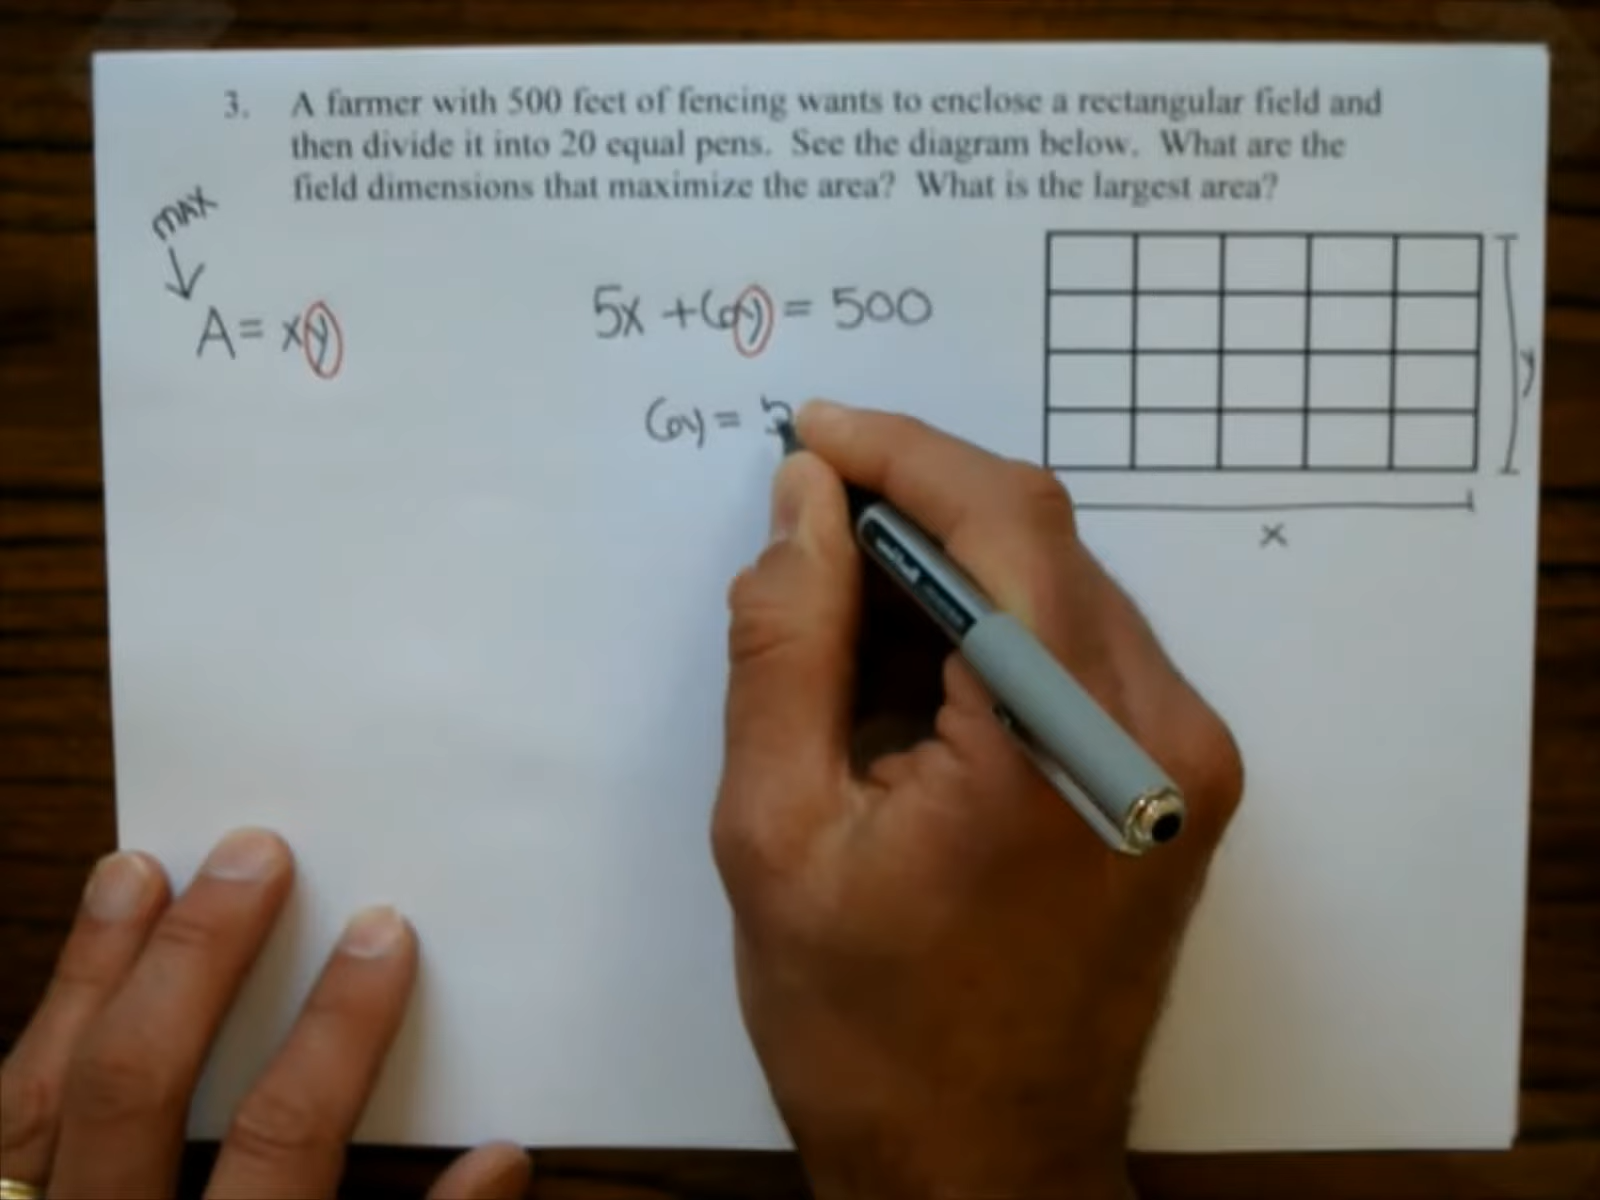 3. A farmer with 500 feet of fencing wants to enclose a rectangular field and
then divide it into 20 equal pens. See the diagram below. What are the
field dimensions that maximize the area? What is the largest area?
MAX
A = xy
5x + 6y = 500
6y = 5
y
x